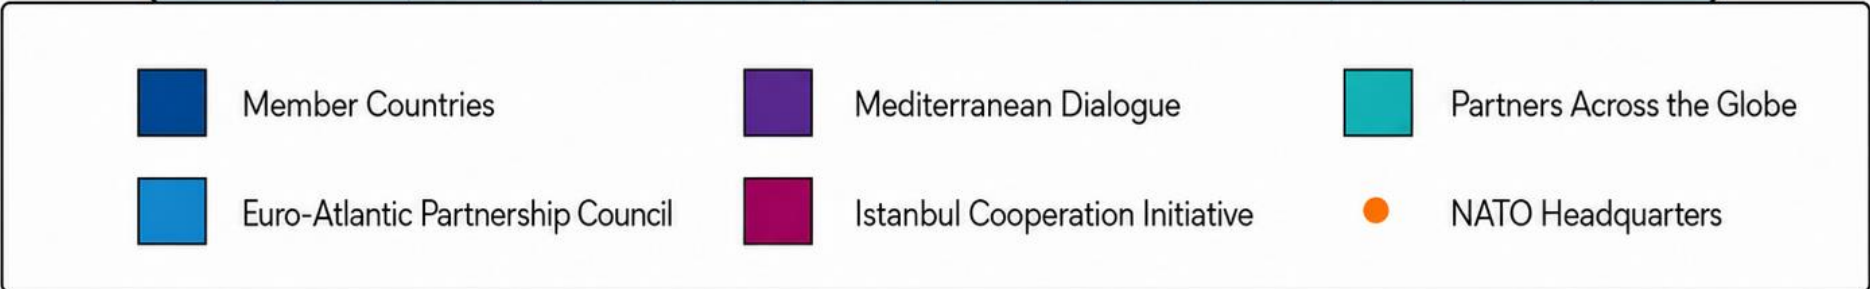 Member Countries
Mediterranean Dialogue
Partners Across the Globe
Euro-Atlantic Partnership Council
Istanbul Cooperation Initiative
NATO Headquarters